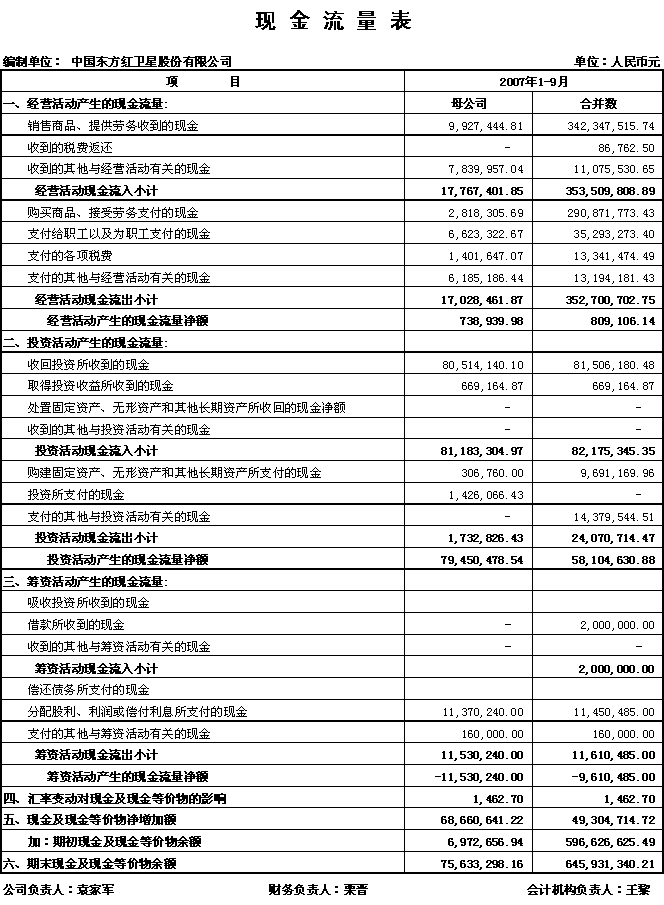 现 金 流 量 表
编制单位： 中国东方红卫星股份有限公司 单位：人民币元
项 目 2007年1-9月
一、经营活动产生的现金流量: 母公司 合并数
销售商品、提供劳务收到的现金 9,927,444.81 342,347,515.74
收到的税费返还 - 86,762.50
收到的其他与经营活动有关的现金 7,839,957.04 11,075,530.65
经营活动现金流入小计 17,767,401.85 353,509,808.89
购买商品、接受劳务支付的现金 2,818,305.69 290,871,773.43
支付给职工以及为职工支付的现金 6,623,322.67 35,293,273.40
支付的各项税费 1,401,647.07 13,341,474.49
支付的其他与经营活动有关的现金 6,185,186.44 13,194,181.43
经营活动现金流出小计 17,028,461.87 352,700,702.75
经营活动产生的现金流量净额 738,939.98 809,106.14
二、投资活动产生的现金流量:
收回投资所收到的现金 80,514,140.10 81,506,180.48
取得投资收益所收到的现金 669,164.87 669,164.87
处置固定资产、无形资产和其他长期资产所收回的现金净额 - -
收到的其他与投资活动有关的现金 - -
投资活动现金流入小计 81,183,304.97 82,175,345.35
购建固定资产、无形资产和其他长期资产所支付的现金 306,760.00 9,691,169.96
投资所支付的现金 1,426,066.43 -
支付的其他与投资活动有关的现金 - 14,379,544.51
投资活动现金流出小计 1,732,826.43 24,070,714.47
投资活动产生的现金流量净额 79,450,478.54 58,104,630.88
三、筹资活动产生的现金流量:
吸收投资所收到的现金
借款所收到的现金 - 2,000,000.00
收到的其他与筹资活动有关的现金 - -
筹资活动现金流入小计 2,000,000.00
偿还债务所支付的现金
分配股利、利润或偿付利息所支付的现金 11,370,240.00 11,450,485.00
支付的其他与筹资活动有关的现金 160,000.00 160,000.00
筹资活动现金流出小计 11,530,240.00 11,610,485.00
筹资活动产生的现金流量净额 -11,530,240.00 -9,610,485.00
四、汇率变动对现金及现金等价物的影响 1,462.70 1,462.70
五、现金及现金等价物净增加额 68,660,641.22 49,304,714.72
加：期初现金及现金等价物余额 6,972,656.94 596,626,625.49
六、期末现金及现金等价物余额 75,633,298.16 645,931,340.21
公司负责人：袁家军 财务负责人：栗晋 会计机构负责人：王黎